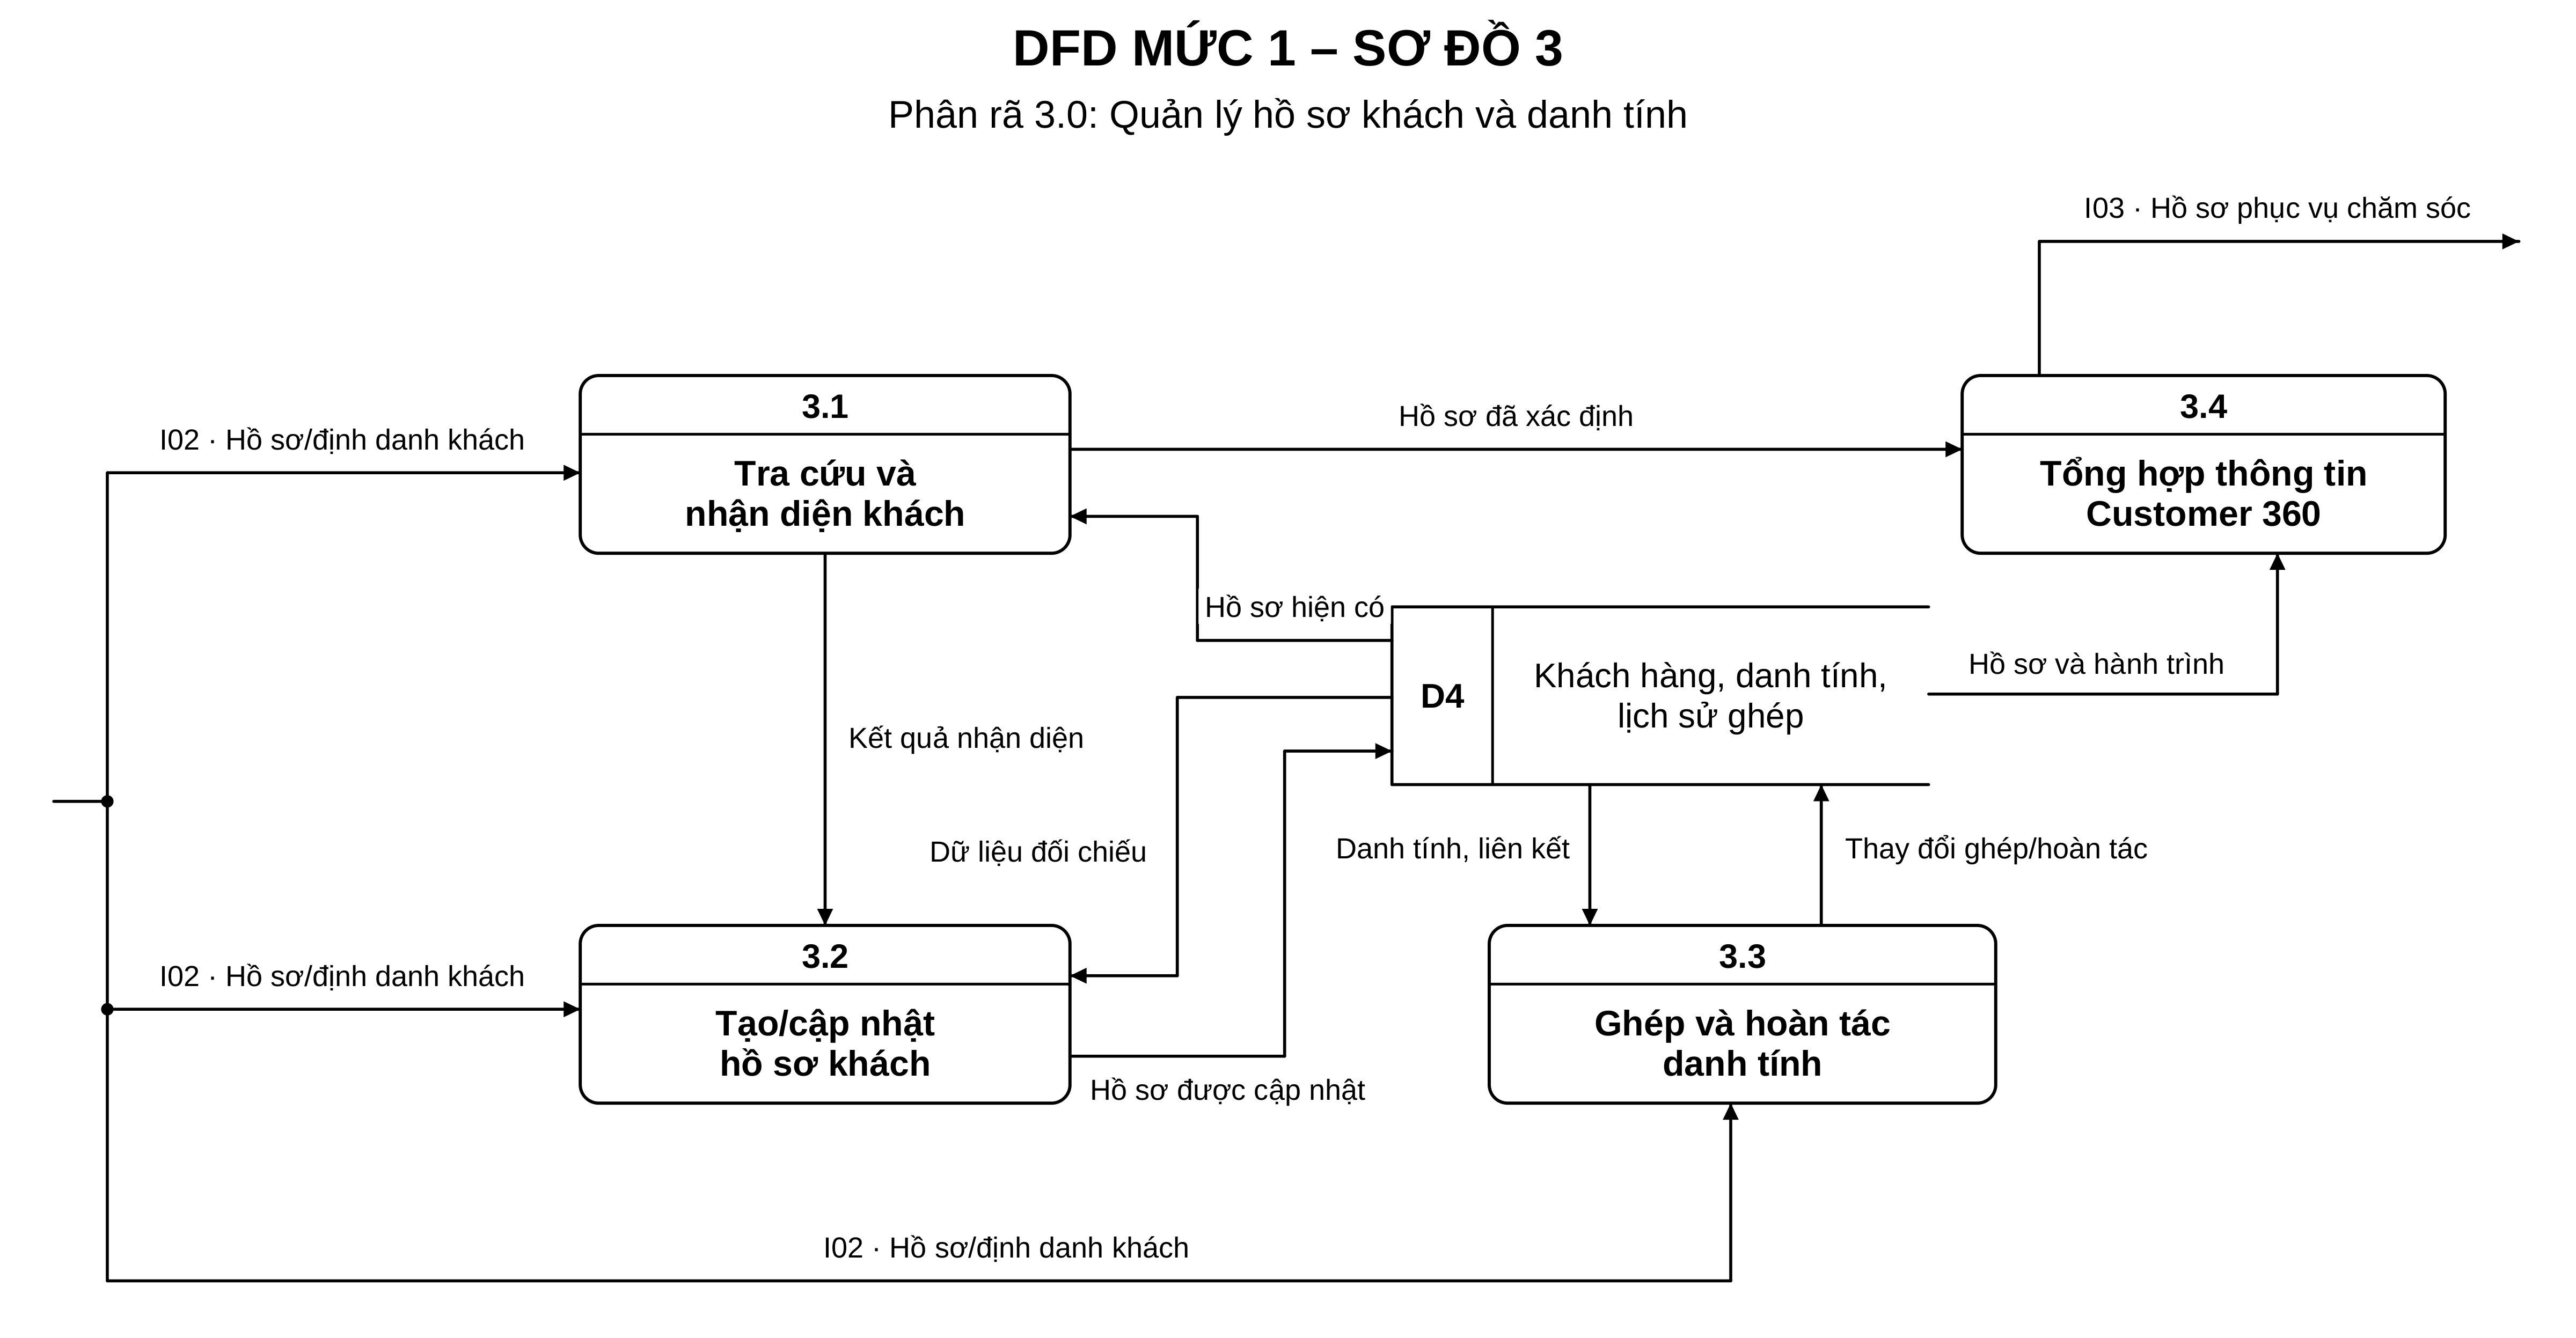 DFD MỨC 1 – SƠ ĐỒ 3
Phân rã 3.0: Quản lý hồ sơ khách và danh tính
I03 · Hồ sơ phục vụ chăm sóc
3.1
Tra cứu và
nhận diện khách
I02 · Hồ sơ/định danh khách
Hồ sơ đã xác định
3.4
Tổng hợp thông tin
Customer 360
Hồ sơ hiện có
D4
Khách hàng, danh tính,
lịch sử ghép
Hồ sơ và hành trình
Kết quả nhận diện
Dữ liệu đối chiếu
Danh tính, liên kết
Thay đổi ghép/hoàn tác
I02 · Hồ sơ/định danh khách
3.2
Tạo/cập nhật
hồ sơ khách
Hồ sơ được cập nhật
3.3
Ghép và hoàn tác
danh tính
I02 · Hồ sơ/định danh khách